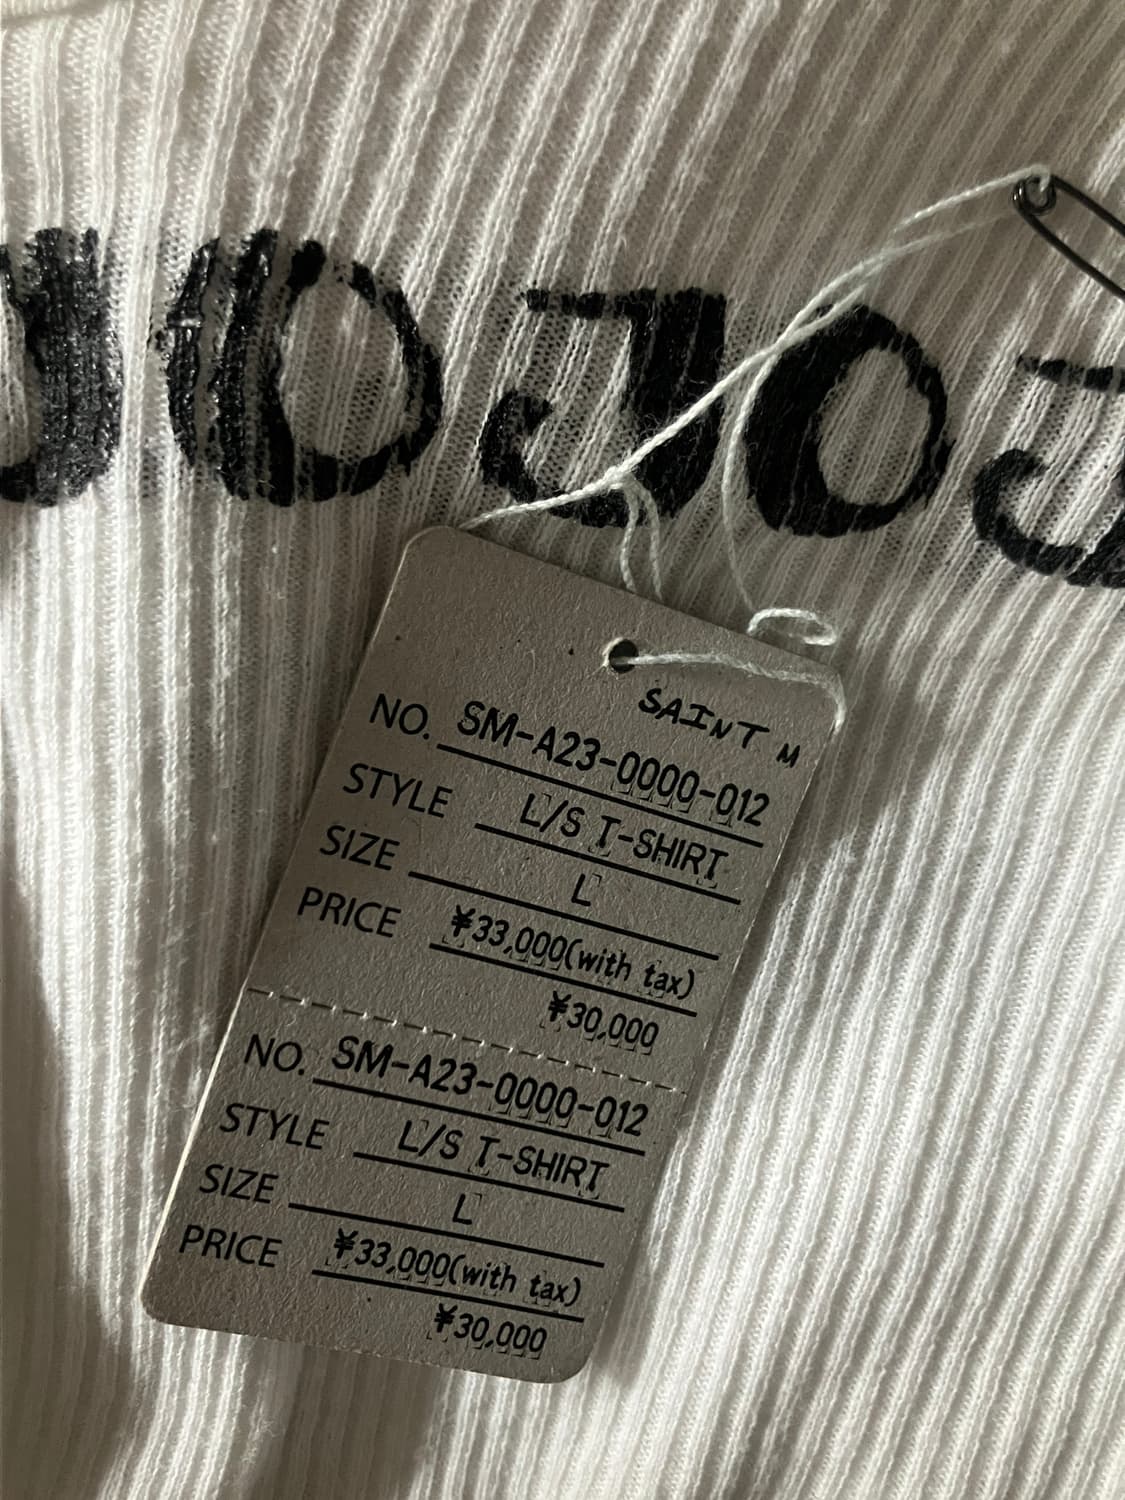 OJOJ
SAINT M
NO. SM-A23-0000-012
STYLE L/S T-SHIRT
SIZE L
PRICE ¥33,000(with tax)
¥30,000
NO. SM-A23-0000-012
STYLE L/S T-SHIRT
SIZE L
PRICE ¥33,000(with tax)
¥30,000